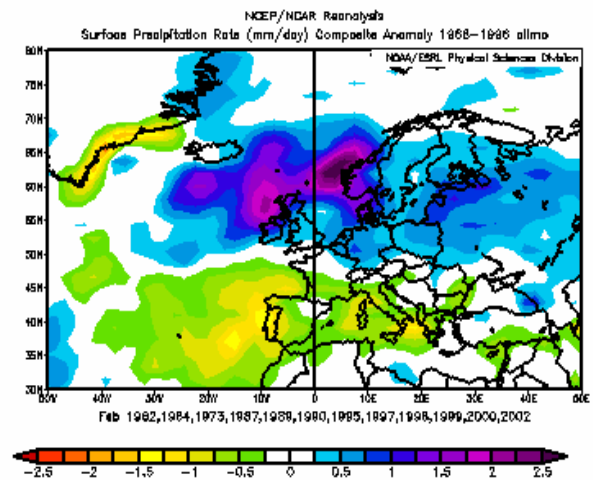 NCEP/NCAR Reanalysis
Surface Precipitation Rate (mm/day) Composite Anomaly 1968-1996 climo
NOAA/ESRL Physical Sciences Division
80N
75N
70N
65N
60N
55N
50N
45N
40N
35N
30N
50W 40W 30W 20W 10W 0 10E 20E 30E 40E 50E
Feb 1962,1964,1973,1987,1989,1990,1995,1997,1998,1999,2000,2002
-2.5 -2 -1.5 -1 -0.5 0 0.5 1 1.5 2 2.5